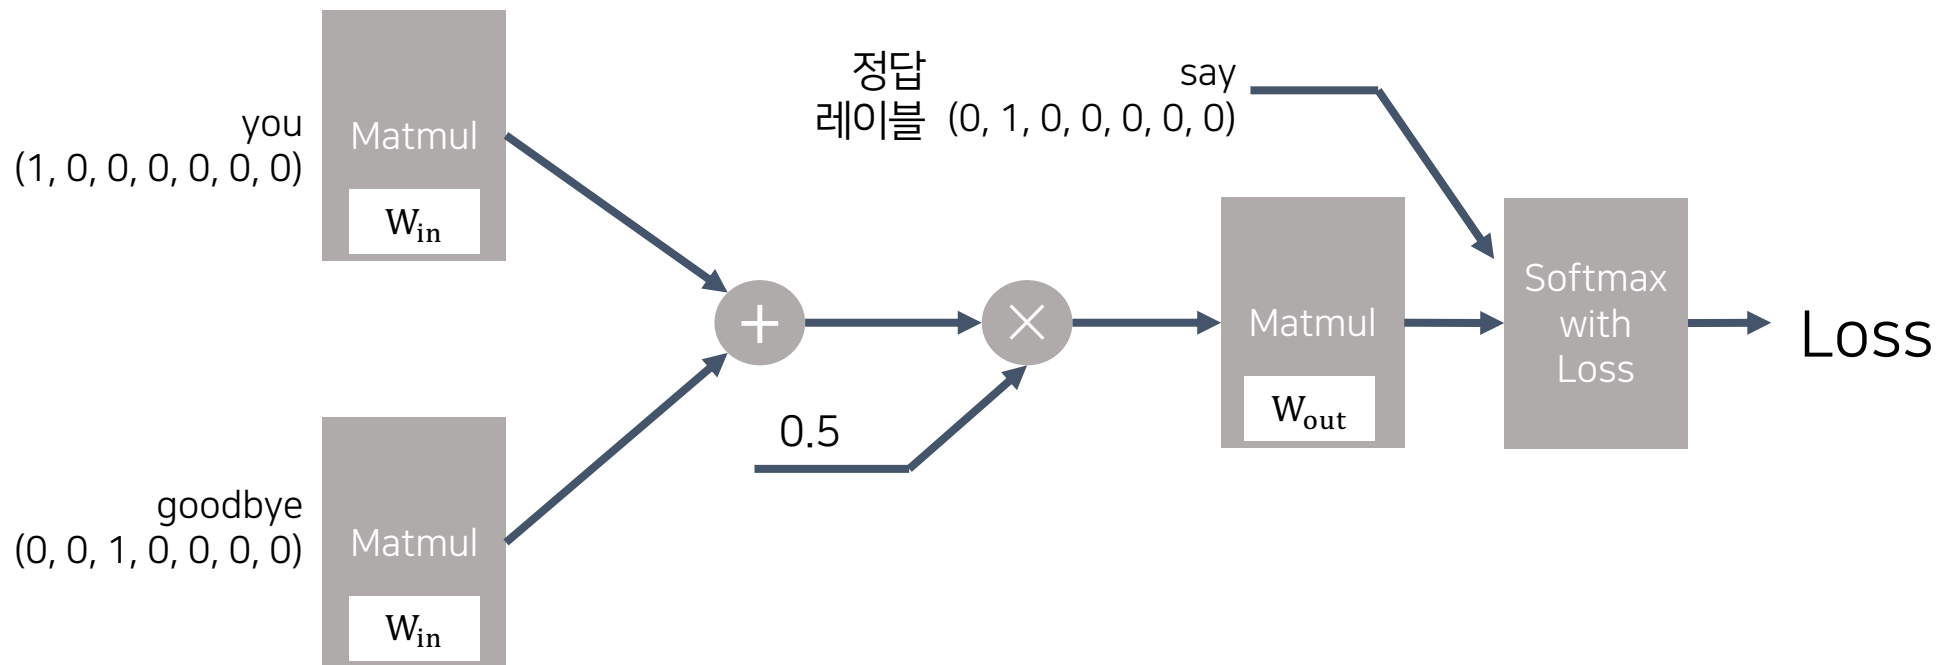 you
(1, 0, 0, 0, 0, 0, 0)
Matmul
W_in
정답
레이블
say
(0, 1, 0, 0, 0, 0, 0)
goodbye
(0, 0, 1, 0, 0, 0, 0)
Matmul
W_in
+
×
0.5
Matmul
W_out
Softmax
with
Loss
Loss